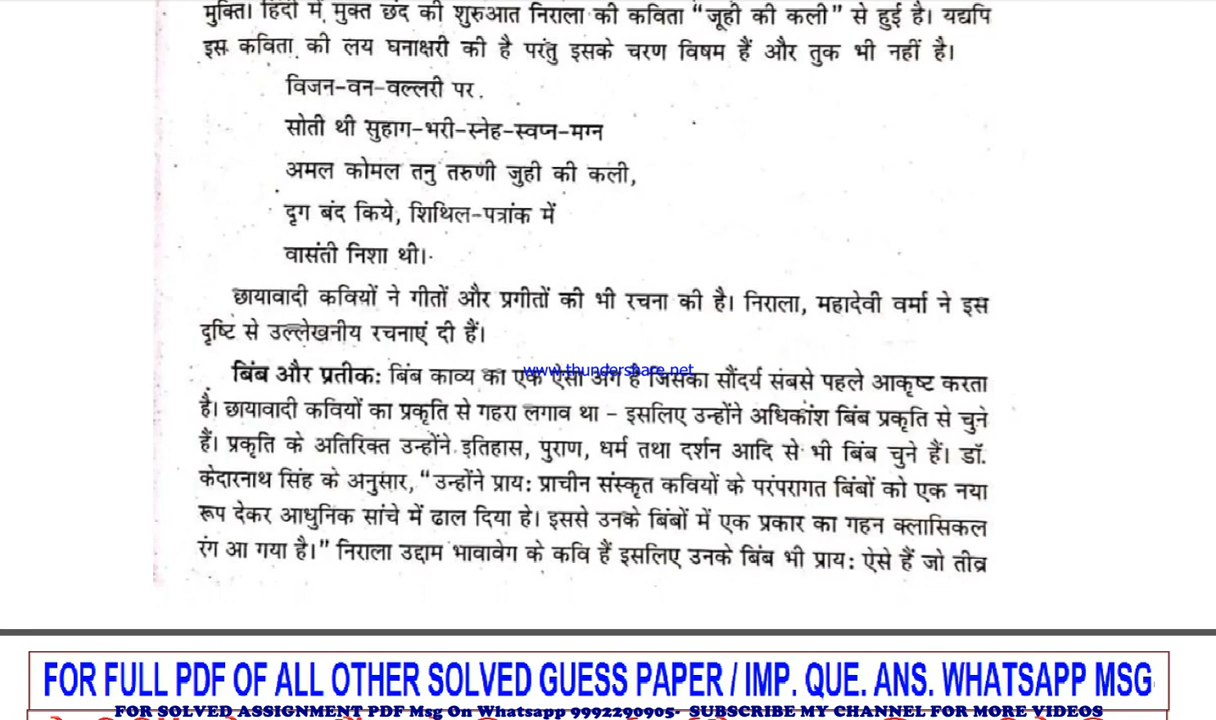 मुक्ति। हिंदी में मुक्त छंद की शुरुआत निराला की कविता “जूही की कली” से हुई है। यद्यपि
इस कविता की लय घनाक्षरी की है परंतु इसके चरण विषम हैं और तुक भी नहीं है।
विजन-वन-वल्लरी पर
सोती थी सुहाग-भरी-स्नेह-स्वप्न-मग्न
अमल कोमल तनु तरुणी जुही की कली,
दृग बंद किये, शिथिल-पत्रांक में
वासंती निशा थी।
छायावादी कवियों ने गीतों और प्रगीतों की भी रचना की है। निराला, महादेवी वर्मा ने इस
दृष्टि से उल्लेखनीय रचनाएं दी हैं।
बिंब और प्रतीक: बिंब काव्य का एक ऐसा अंग है जिसका सौंदर्य सबसे पहले आकृष्ट करता
www.thundershare.net
है। छायावादी कवियों का प्रकृति से गहरा लगाव था - इसलिए उन्होंने अधिकांश बिंब प्रकृति से चुने
हैं। प्रकृति के अतिरिक्त उन्होंने इतिहास, पुराण, धर्म तथा दर्शन आदि से भी बिंब चुने हैं। डॉ.
केदारनाथ सिंह के अनुसार, “उन्होंने प्राय: प्राचीन संस्कृत कवियों के परंपरागत बिंबों को एक नया
रूप देकर आधुनिक सांचे में ढाल दिया हे। इससे उनके बिंबों में एक प्रकार का गहन क्लासिकल
रंग आ गया है।” निराला उद्दाम भावावेग के कवि हैं इसलिए उनके बिंब भी प्राय: ऐसे हैं जो तीव्र
FOR FULL PDF OF ALL OTHER SOLVED GUESS PAPER / IMP. QUE. ANS. WHATSAPP MSG
FOR SOLVED ASSIGNMENT PDF Msg On Whatsapp 9992290905- SUBSCRIBE MY CHANNEL FOR MORE VIDEOS